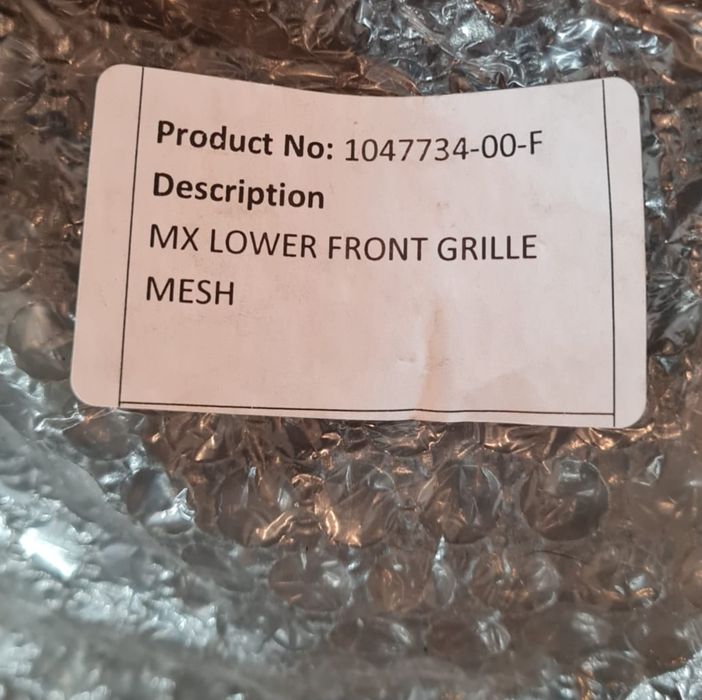 Product No: 1047734-00-F
Description
MX LOWER FRONT GRILLE
MESH